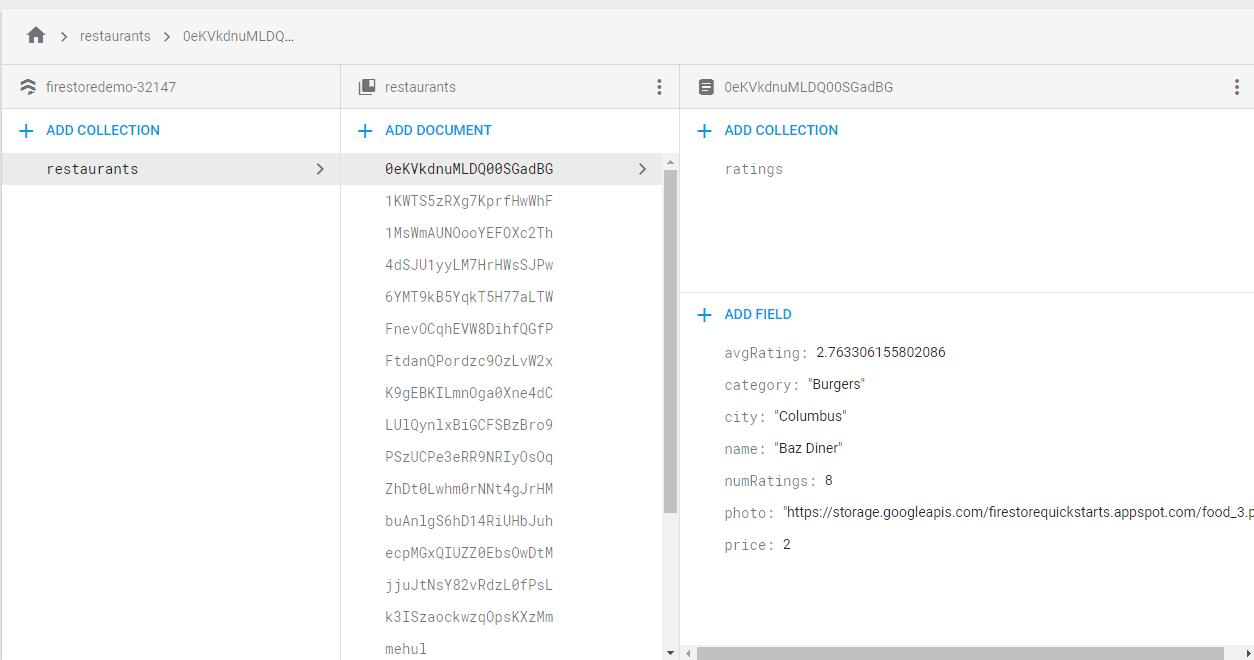 restaurants
0eKVkdnuMLDQ...
firestoredemo-32147
restaurants
0eKVkdnuMLDQ00SGadBG
ADD COLLECTION
ADD DOCUMENT
ADD COLLECTION
restaurants
0eKVkdnuMLDQ00SGadBG
1KWTS5zRXg7KprfHwWhF
1MsWmAUNOooYEFOXc2Th
4dSJU1yyLM7HrHWsSJPw
6YMT9kB5YqkT5H77aLTW
FnevOCqhEVW8DihfQGfP
FtdanQPordzc9OzLvW2x
K9gEBKILmnOga0Xne4dC
LUlQynlxBiGCFSBzBro9
PSzUCPe3eRR9NRIyOsOq
ZhDt0Lwhm0rNNt4gJrHM
buAnlgS6hD14RiUHbJuh
ecpMGxQIUZZ0EbsOwDtM
jjuJtNsY82vRdzL0fPsL
k3ISzaockwzqOpsKXzMm
mehul
ratings
ADD FIELD
avgRating: 2.763306155802086
category: "Burgers"
city: "Columbus"
name: "Baz Diner"
numRatings: 8
photo: "https://storage.googleapis.com/firestorequickstarts.appspot.com/food_3.p
price: 2